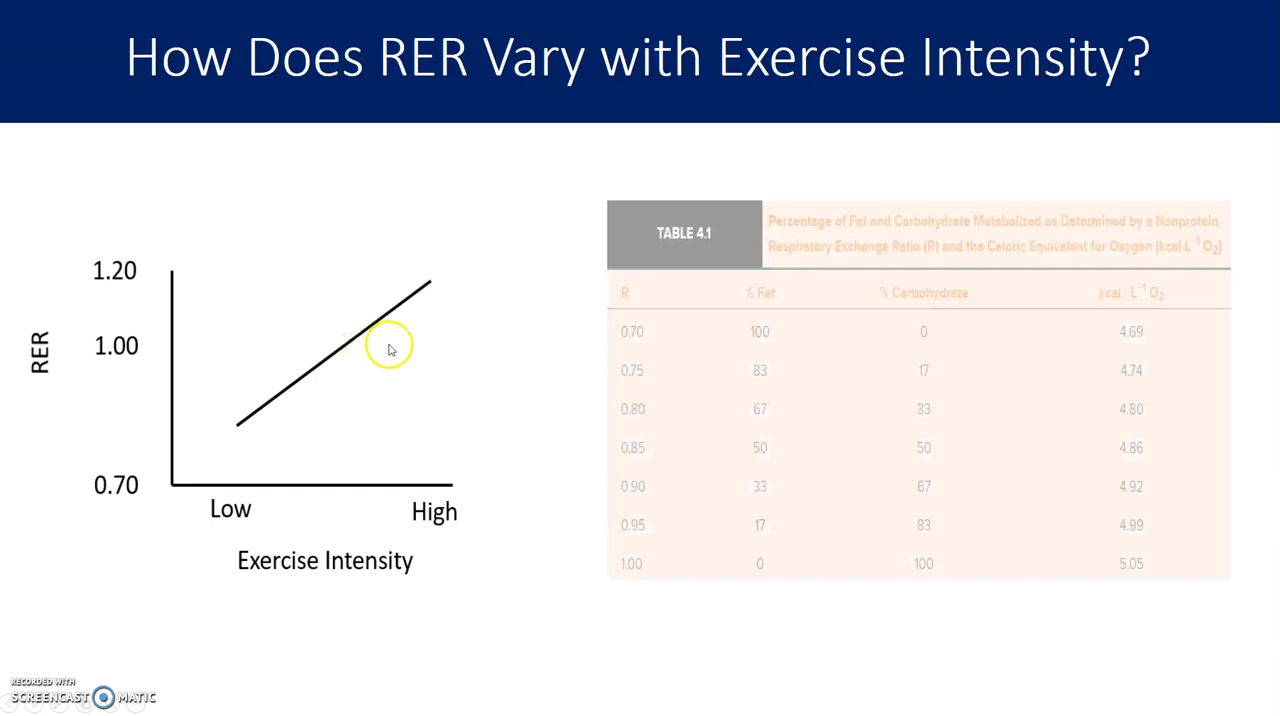 How Does RER Vary with Exercise Intensity?
1.20
1.00
0.70
RER
Low
High
Exercise Intensity
TABLE 4.1
Percentage of Fat and Carbohydrate Metabolized as Determined by a Nonprotein
Respiratory Exchange Ratio (R) and the Caloric Equivalent for Oxygen (kcal·L⁻¹ O₂)
R % Fat % Carbohydrate kcal · L⁻¹ O₂
0.70 100 0 4.69
0.75 83 17 4.74
0.80 67 33 4.80
0.85 50 50 4.86
0.90 33 67 4.92
0.95 17 83 4.99
1.00 0 100 5.05
RECORDED WITH
SCREENCAST MATIC